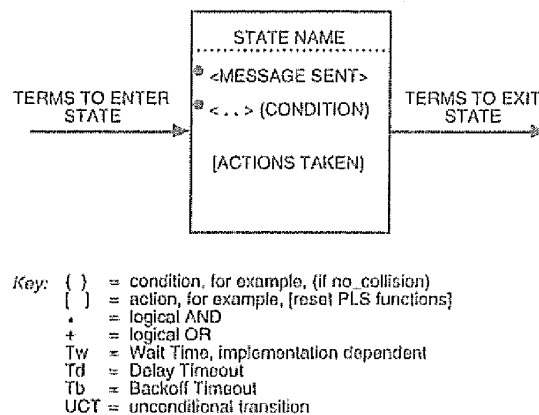 STATE NAME
<MESSAGE SENT>
<..> (CONDITION)
TERMS TO ENTER
STATE
TERMS TO EXIT
STATE
[ACTIONS TAKEN]
Key: ( ) = condition, for example, (if no_collision)
[ ] = action, for example, [reset PLS functions]
• = logical AND
+ = logical OR
Tw = Wait Time, implementation dependent
Td = Delay Timeout
Tb = Backoff Timeout
UCT = unconditional transition